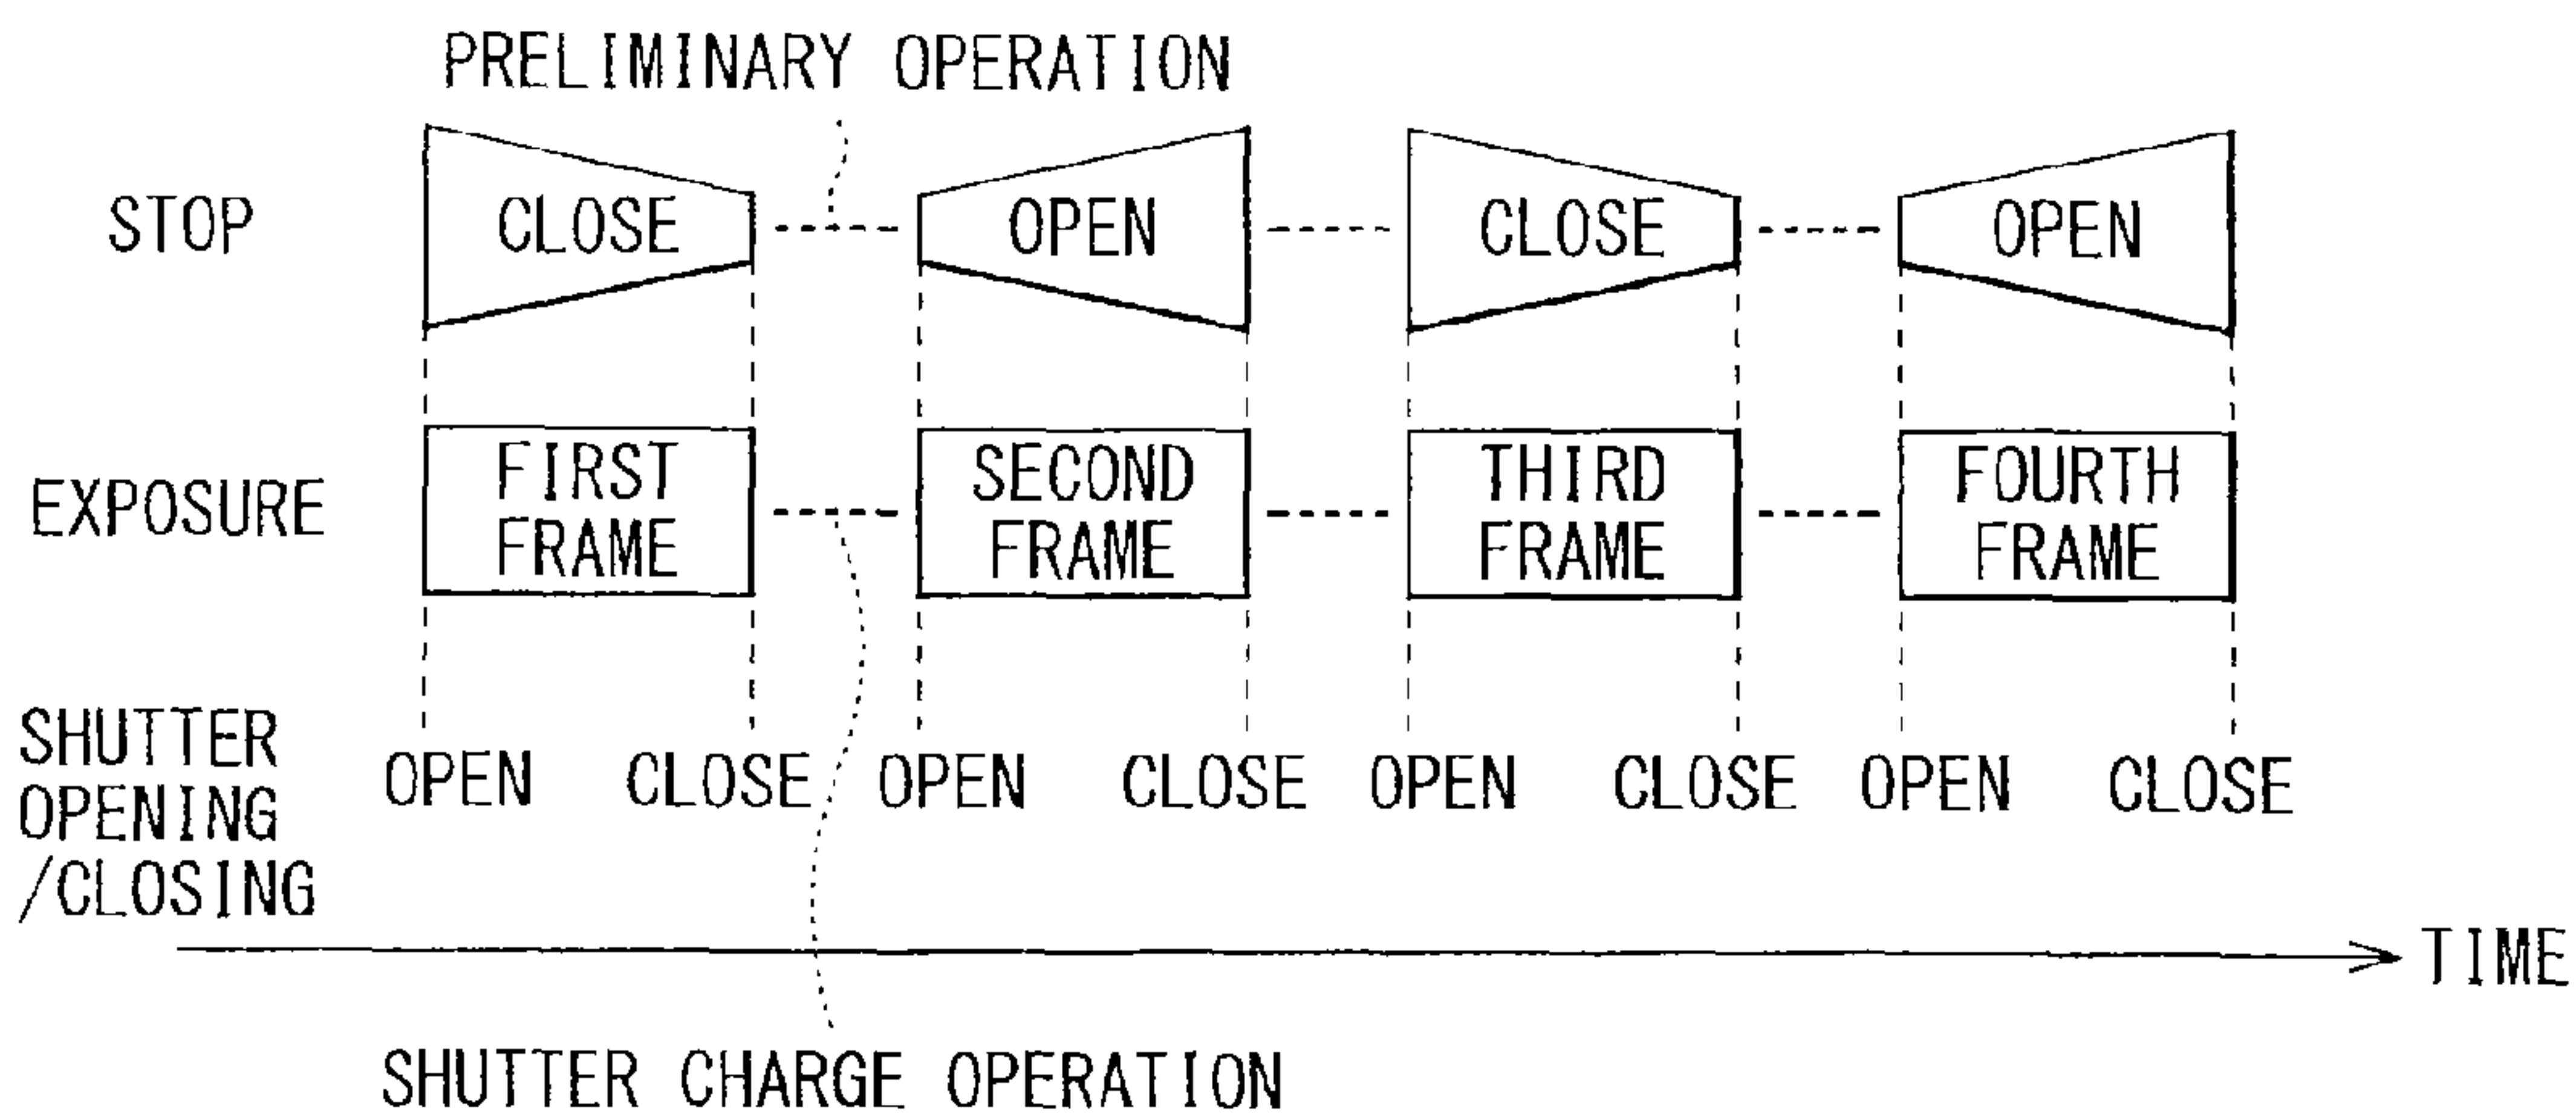 PRELIMINARY OPERATION
STOP
CLOSE
OPEN
CLOSE
OPEN
EXPOSURE
FIRST
FRAME
SECOND
FRAME
THIRD
FRAME
FOURTH
FRAME
SHUTTER
OPENING
/CLOSING
OPEN
CLOSE
OPEN
CLOSE
OPEN
CLOSE
OPEN
CLOSE
TIME
SHUTTER CHARGE OPERATION